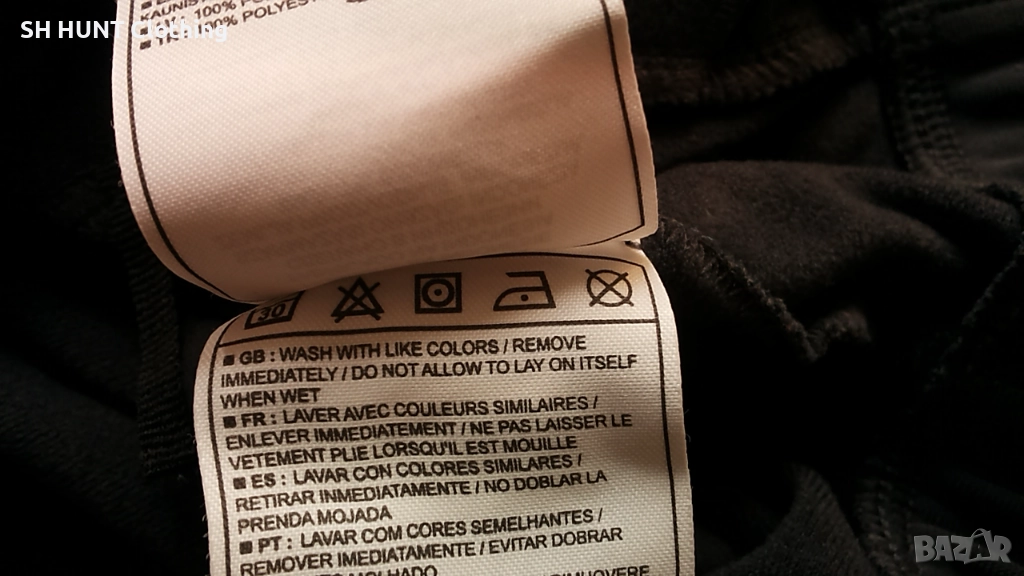 SH HUNT Clothing
100%
POLYEST
30
■ GB : WASH WITH LIKE COLORS / REMOVE
IMMEDIATELY / DO NOT ALLOW TO LAY ON ITSELF
WHEN WET
■ FR : LAVER AVEC COULEURS SIMILAIRES /
ENLEVER IMMEDIATEMENT / NE PAS LAISSER LE
VETEMENT PLIE LORSQU'IL EST MOUILLE
■ ES : LAVAR CON COLORES SIMILARES /
RETIRAR INMEDIATAMENTE / NO DOBLAR LA
PRENDA MOJADA
■ PT : LAVAR COM CORES SEMELHANTES /
REMOVER IMEDIATAMENTE / EVITAR DOBRAR
MOLHADO
BAZAR